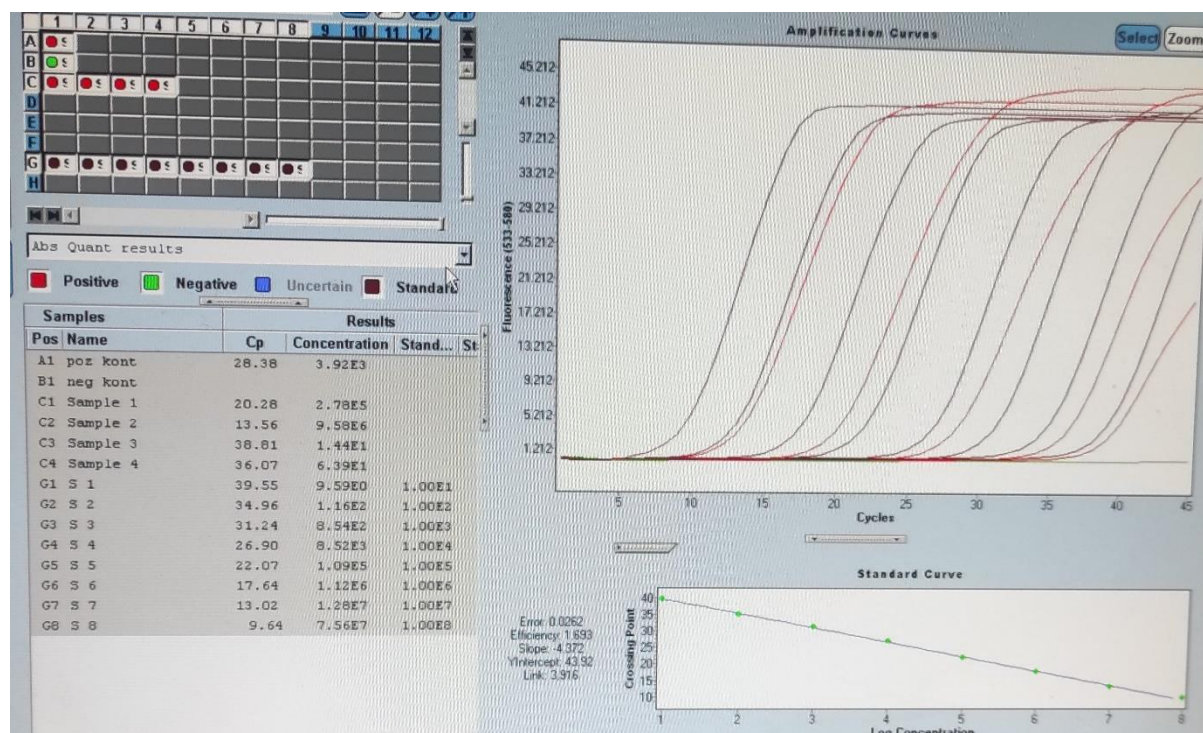 1 2 3 4 5 6 7 8 9 10 11 12
A
B
C
D
E
F
G
H
Abs Quant results
Positive Negative Uncertain Standard
Samples Results
Pos Name Cp Concentration Stand... St
A1 poz kont 28.38 3.92E3
B1 neg kont
C1 Sample 1 20.28 2.78E5
C2 Sample 2 13.56 9.58E6
C3 Sample 3 38.81 1.44E1
C4 Sample 4 36.07 6.39E1
G1 S 1 39.55 9.59E0 1.00E1
G2 S 2 34.96 1.16E2 1.00E2
G3 S 3 31.24 8.54E2 1.00E3
G4 S 4 26.90 8.52E3 1.00E4
G5 S 5 22.07 1.09E5 1.00E5
G6 S 6 17.64 1.12E6 1.00E6
G7 S 7 13.02 1.28E7 1.00E7
G8 S 8 9.64 7.56E7 1.00E8
Amplification Curves
Select Zoom
45.212
41.212
37.212
33.212
29.212
25.212
21.212
17.212
13.212
9.212
5.212
1.212
Fluorescence (533-580)
5 10 15 20 25 30 35 40 45
Cycles
Standard Curve
Error: 0.0262
Efficiency: 1.693
Slope: -4.372
YIntercept: 43.92
Link: 3.916
Crossing Point
40
35
30
25
20
15
10
1 2 3 4 5 6 7 8
Log Concentration